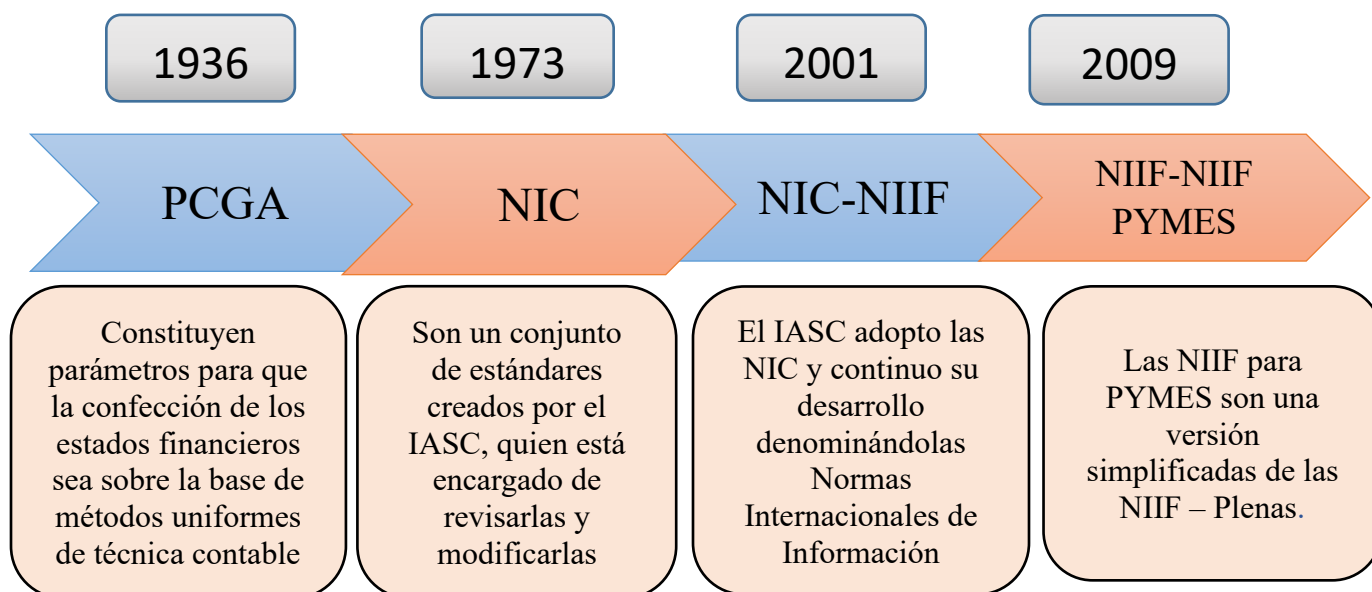 1936
1973
2001
2009
PCGA
NIC
NIC-NIIF
NIIF-NIIF
PYMES
Constituyen
parámetros para que
la confección de los
estados financieros
sea sobre la base de
métodos uniformes
de técnica contable
Son un conjunto
de estándares
creados por el
IASC, quien está
encargado de
revisarlas y
modificarlas
El IASC adopto las
NIC y continuo su
desarrollo
denominándolas
Normas
Internacionales de
Información
Las NIIF para
PYMES son una
versión
simplificadas de las
NIIF – Plenas.